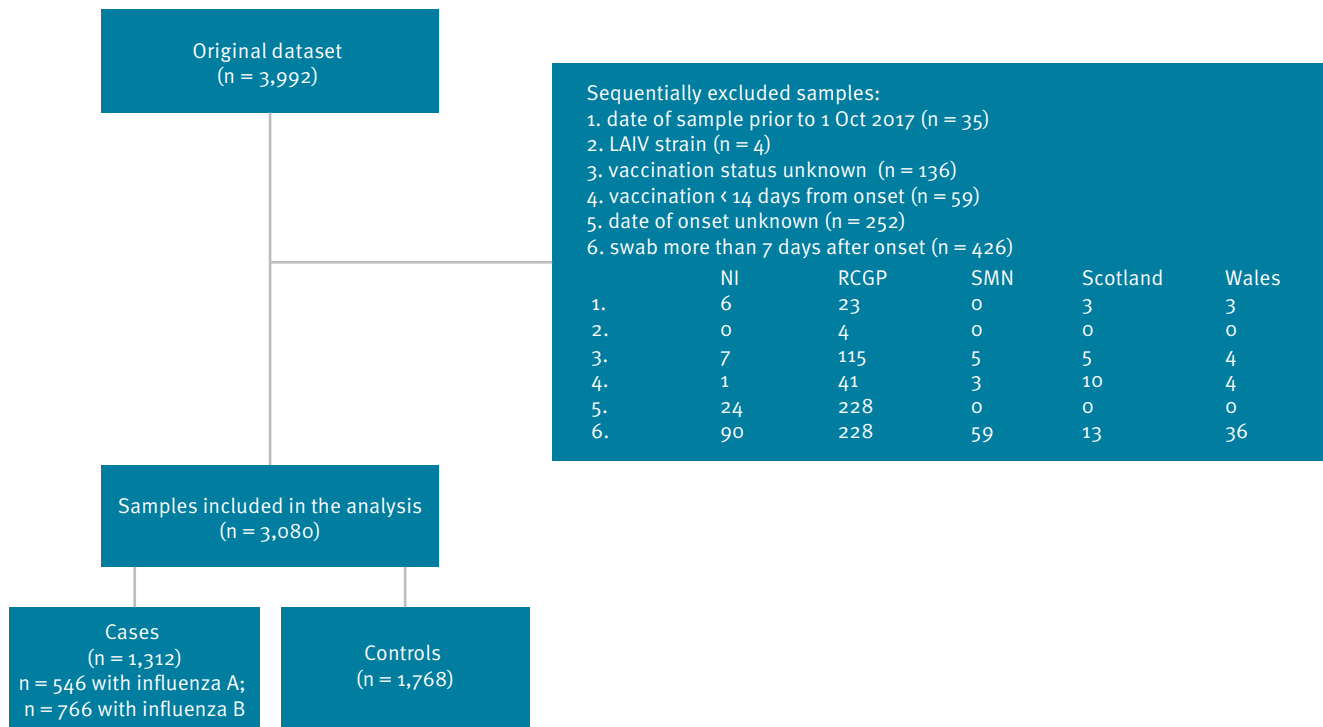 Original dataset
(n = 3,992)
Sequentially excluded samples:
1. date of sample prior to 1 Oct 2017 (n = 35)
2. LAIV strain (n = 4)
3. vaccination status unknown (n = 136)
4. vaccination < 14 days from onset (n = 59)
5. date of onset unknown (n = 252)
6. swab more than 7 days after onset (n = 426)
NI RCGP SMN Scotland Wales
1. 6 23 0 3 3
2. 0 4 0 0 0
3. 7 115 5 5 4
4. 1 41 3 10 4
5. 24 228 0 0 0
6. 90 228 59 13 36
Samples included in the analysis
(n = 3,080)
Cases
(n = 1,312)
n = 546 with influenza A;
n = 766 with influenza B
Controls
(n = 1,768)